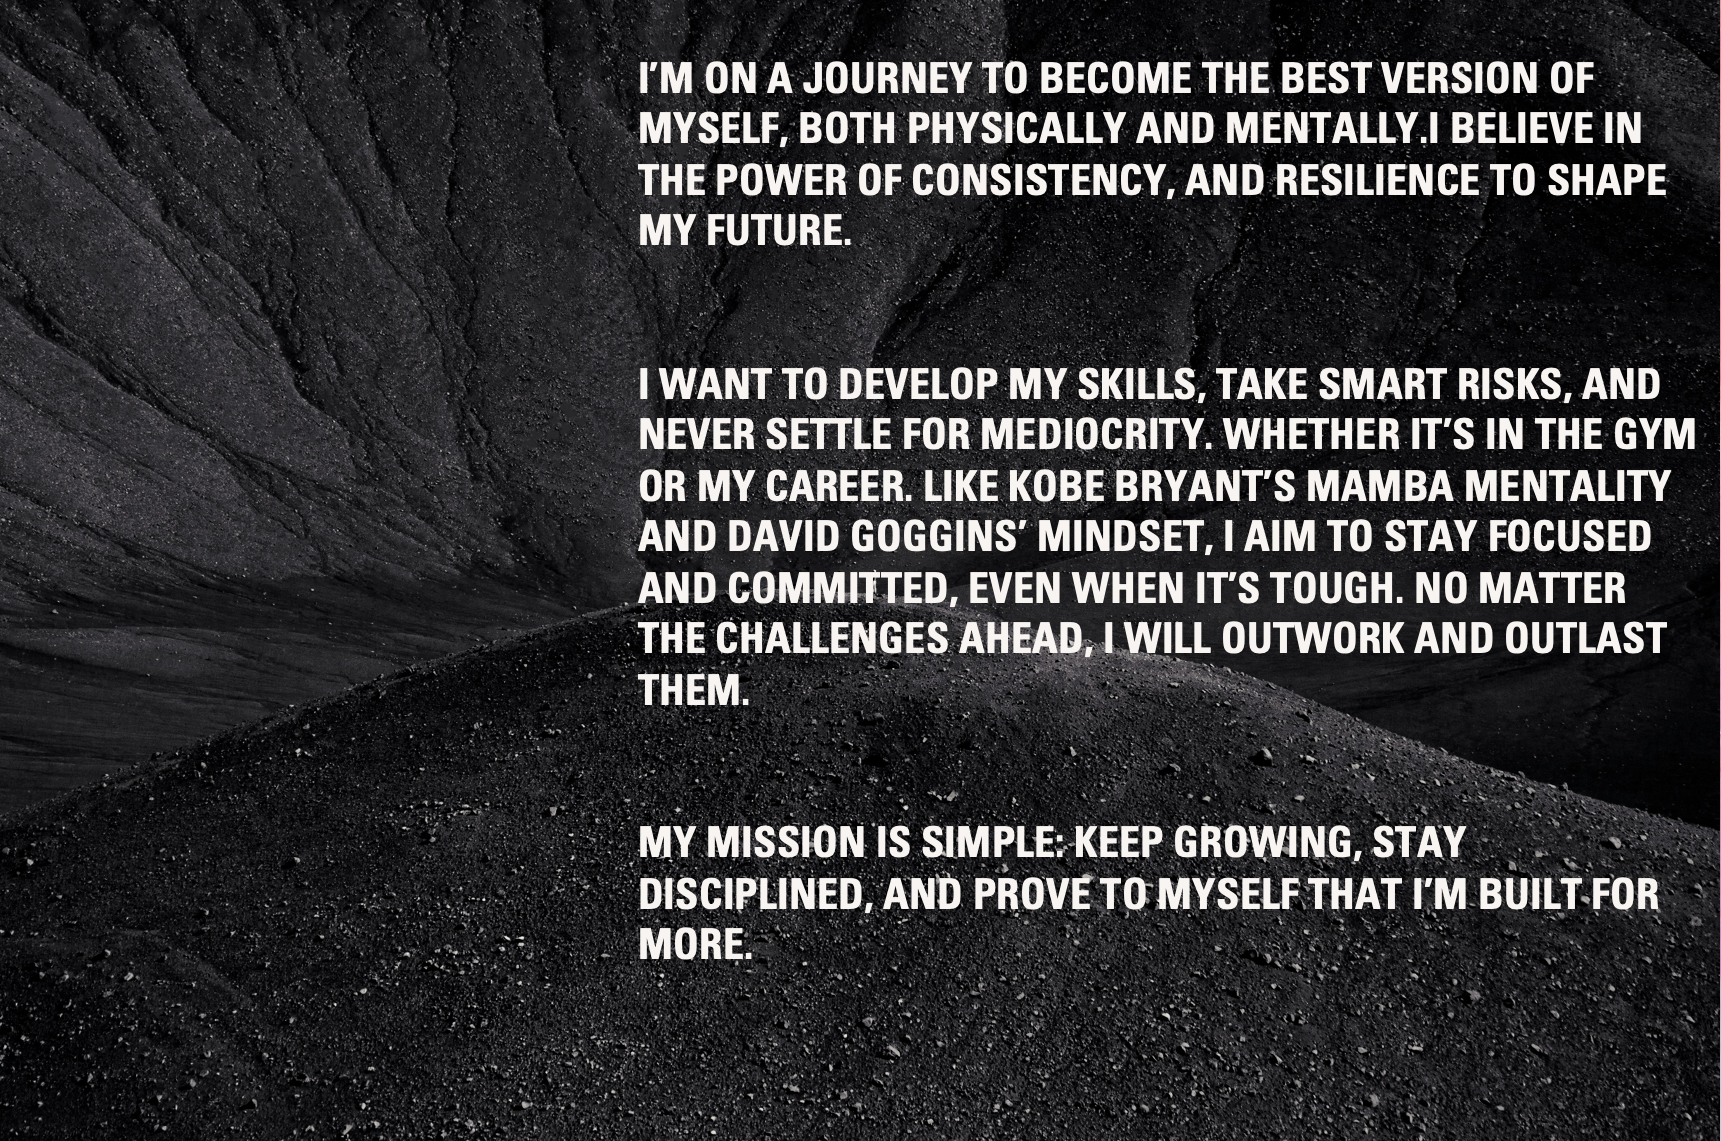 I'M ON A JOURNEY TO BECOME THE BEST VERSION OF
MYSELF, BOTH PHYSICALLY AND MENTALLY.I BELIEVE IN
THE POWER OF CONSISTENCY, AND RESILIENCE TO SHAPE
MY FUTURE.
I WANT TO DEVELOP MY SKILLS, TAKE SMART RISKS, AND
NEVER SETTLE FOR MEDIOCRITY. WHETHER IT'S IN THE GYM
OR MY CAREER. LIKE KOBE BRYANT'S MAMBA MENTALITY
AND DAVID GOGGINS' MINDSET, I AIM TO STAY FOCUSED
AND COMMITTED, EVEN WHEN IT'S TOUGH. NO MATTER
THE CHALLENGES AHEAD, I WILL OUTWORK AND OUTLAST
THEM.
MY MISSION IS SIMPLE: KEEP GROWING, STAY
DISCIPLINED, AND PROVE TO MYSELF THAT I'M BUILT FOR
MORE.